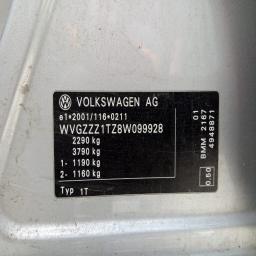 VOLKSWAGEN AG
e1*2001/116*0211
WVGZZZ1TZ8W099928
2290 kg
3790 kg
1- 1190 kg
2- 1160 kg
Typ 1T
01
BMM 2167
4948871
0.50